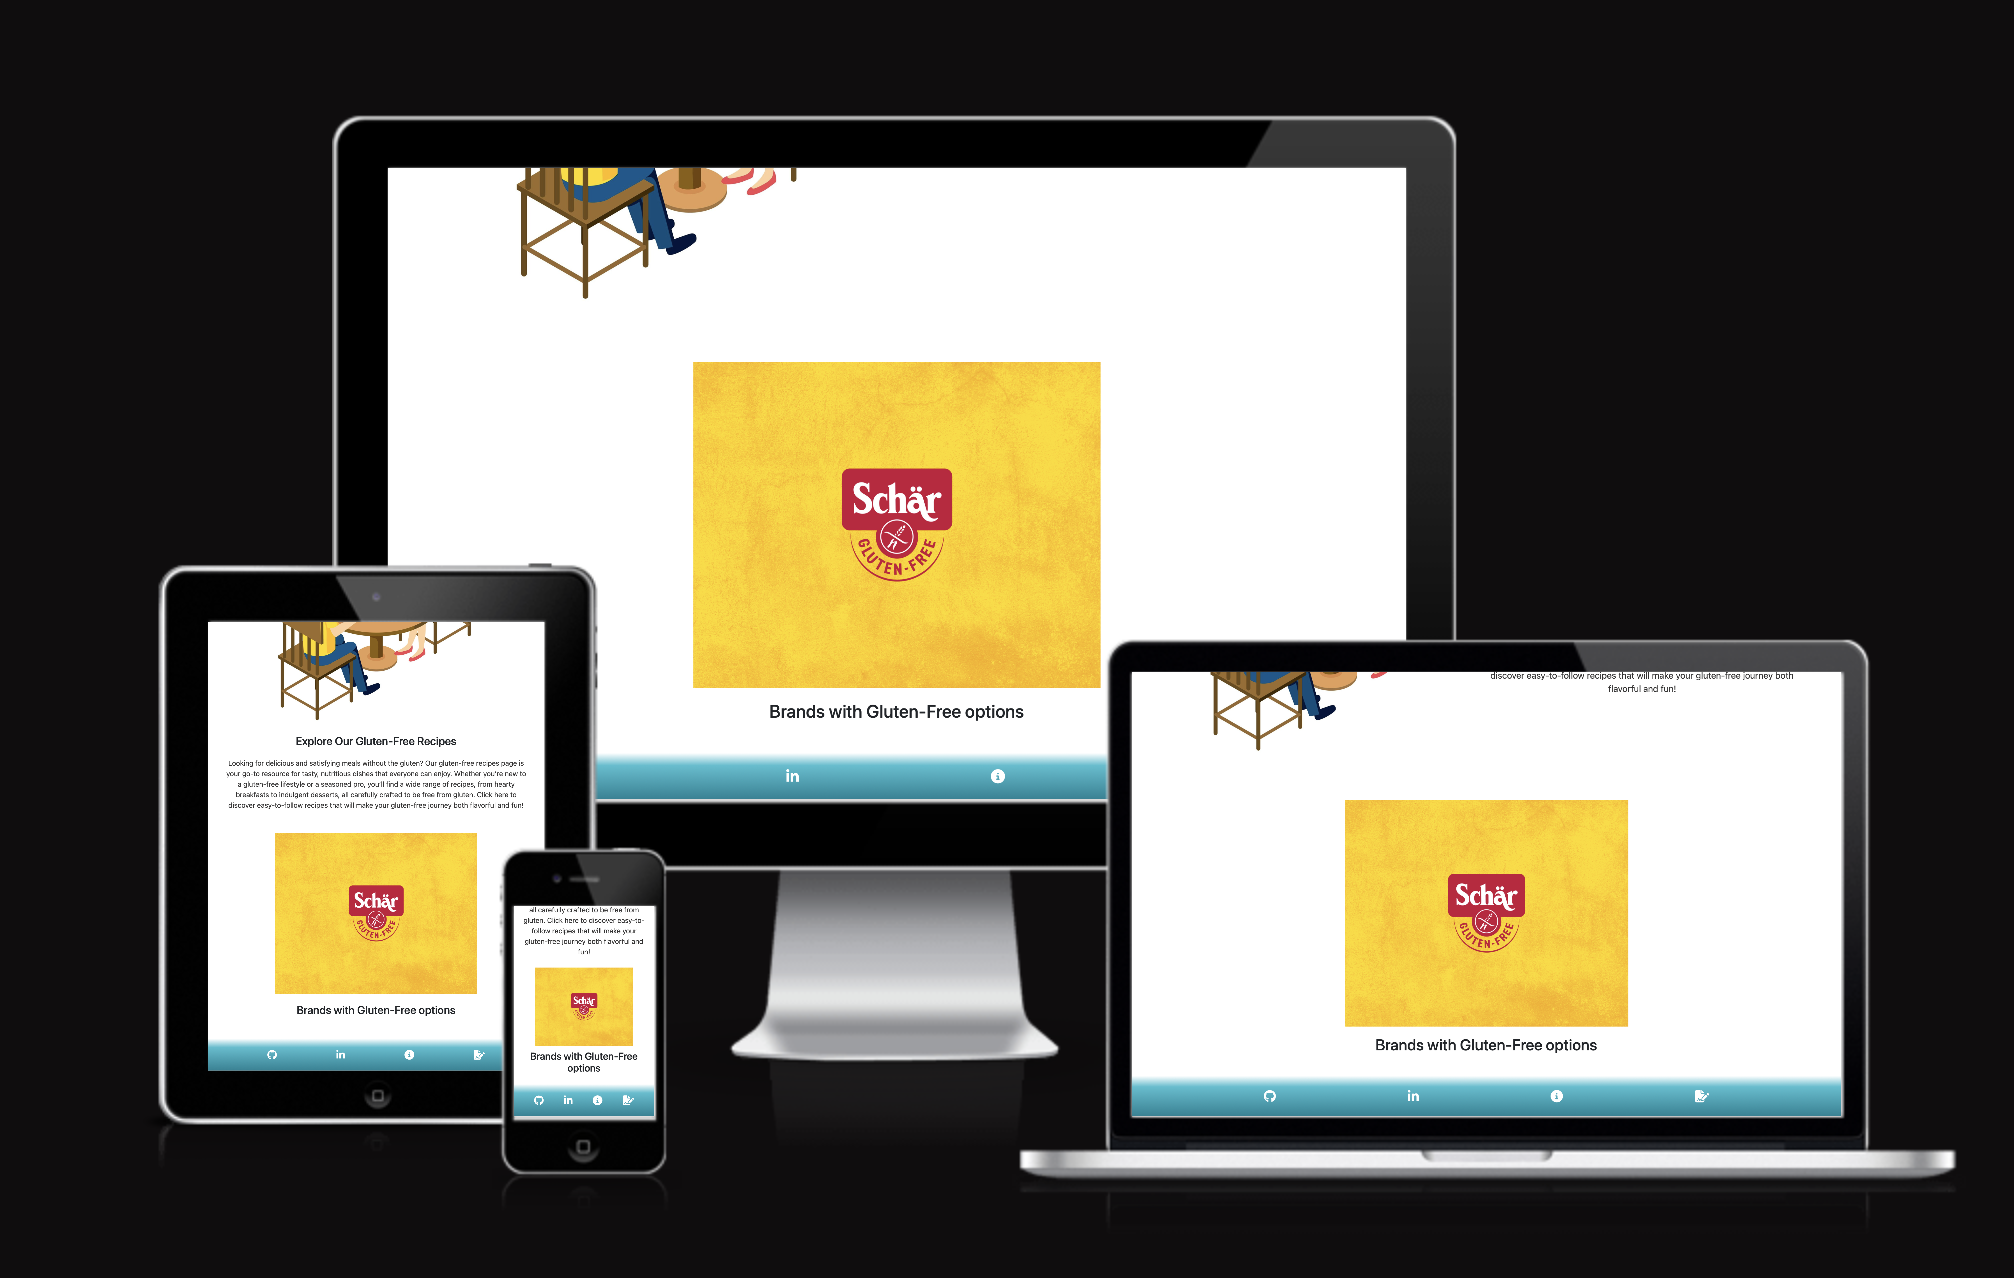 Schär
GLUTEN-FREE
Brands with Gluten-Free options
in
Explore Our Gluten-Free Recipes
Looking for delicious and satisfying meals without the gluten? Our gluten-free recipes page is
your go-to resource for tasty, nutritious dishes that everyone can enjoy. Whether you're new to
a gluten-free lifestyle or a seasoned pro, you'll find a wide range of recipes, from hearty
breakfasts to indulgent desserts, all carefully crafted to be free from gluten. Click here to
discover easy-to-follow recipes that will make your gluten-free journey both flavorful and fun!
Schär
GLUTEN-FREE
Brands with Gluten-Free options
in
all carefully crafted to be free from
gluten. Click here to discover easy-to-
follow recipes that will make your
gluten-free journey both flavorful and
fun!
Schär
Brands with Gluten-Free
options
in
discover easy-to-follow recipes that will make your gluten-free journey both
flavorful and fun!
Schär
GLUTEN-FREE
Brands with Gluten-Free options
in